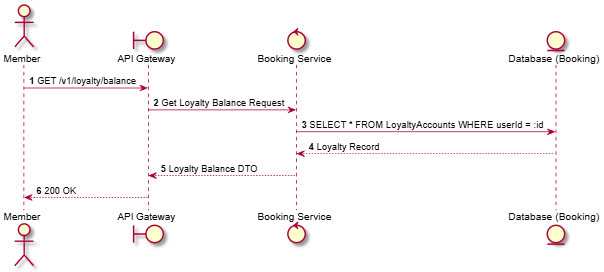 Member
API Gateway
Booking Service
Database (Booking)
1 GET /v1/loyalty/balance
2 Get Loyalty Balance Request
3 SELECT * FROM LoyaltyAccounts WHERE userId = :id
4 Loyalty Record
5 Loyalty Balance DTO
6 200 OK
Member
API Gateway
Booking Service
Database (Booking)